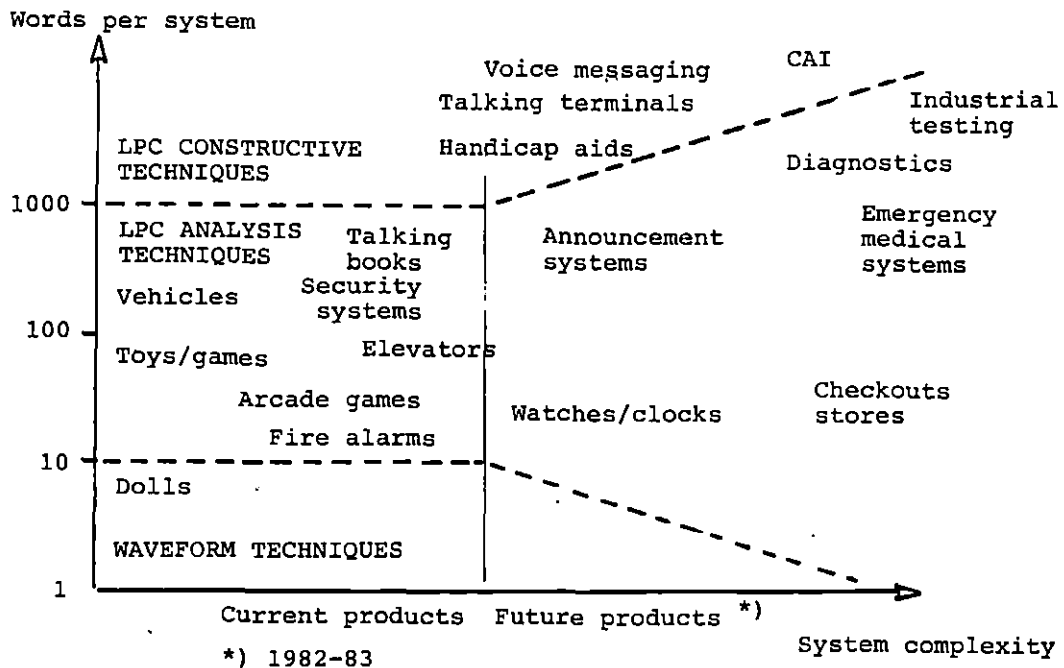 Words per system
Voice messaging
CAI
Talking terminals
Industrial
testing
LPC CONSTRUCTIVE
TECHNIQUES
Handicap aids
Diagnostics
1000
LPC ANALYSIS
TECHNIQUES
Talking
books
Announcement
systems
Emergency
medical
systems
Vehicles
Security
systems
100
Toys/games
Elevators
Arcade games
Watches/clocks
Checkouts
stores
Fire alarms
10
Dolls
WAVEFORM TECHNIQUES
1
Current products
Future products *)
System complexity
*) 1982-83